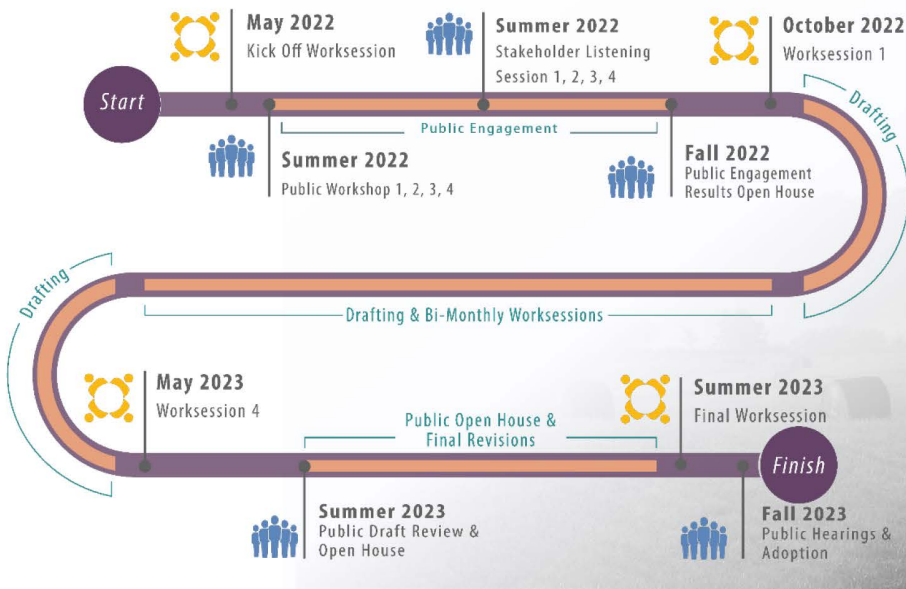 May 2022
Kick Off Worksession
Summer 2022
Stakeholder Listening
Session 1, 2, 3, 4
October 2022
Worksession 1
Start
Public Engagement
Drafting
Summer 2022
Public Workshop 1, 2, 3, 4
Fall 2022
Public Engagement
Results Open House
Drafting
Drafting & Bi-Monthly Worksessions
May 2023
Worksession 4
Public Open House &
Final Revisions
Summer 2023
Final Worksession
Finish
Summer 2023
Public Draft Review &
Open House
Fall 2023
Public Hearings &
Adoption